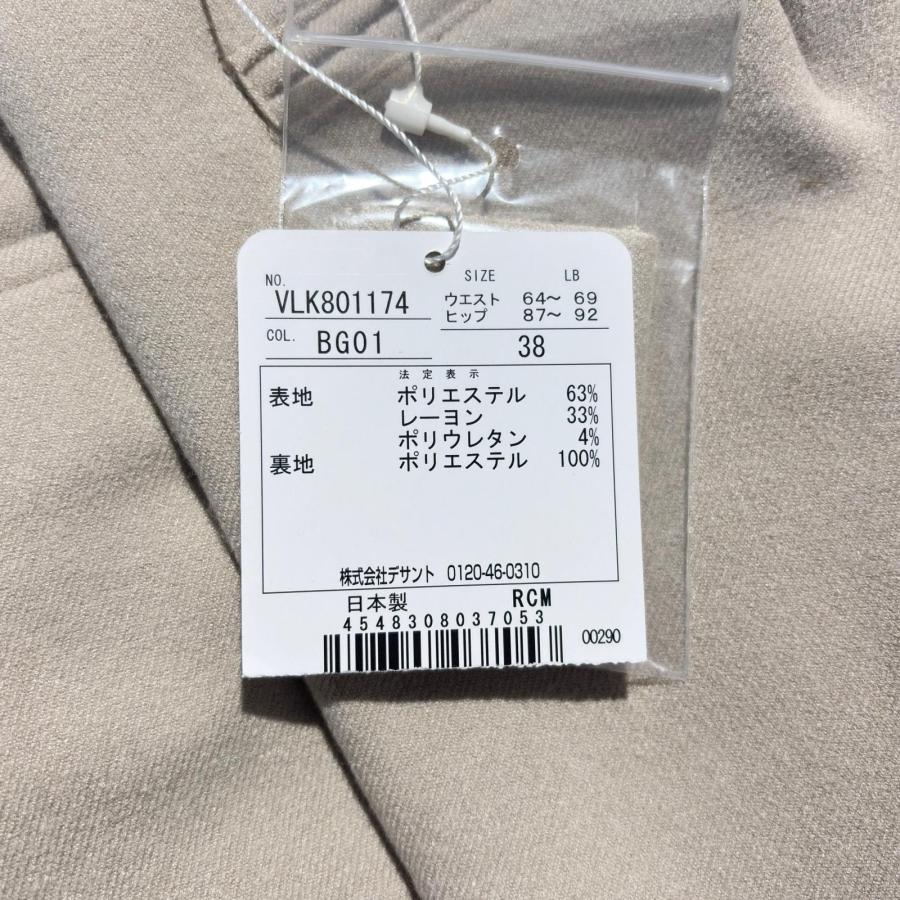 NO. SIZE LB
VLK801174 ウエスト 64～ 69
ヒップ 87～ 92
COL. BG01 38
法定表示
表地 ポリエステル 63%
レーヨン 33%
ポリウレタン 4%
裏地 ポリエステル 100%
株式会社デサント 0120-46-0310
日本製 RCM
4548308037053
00290